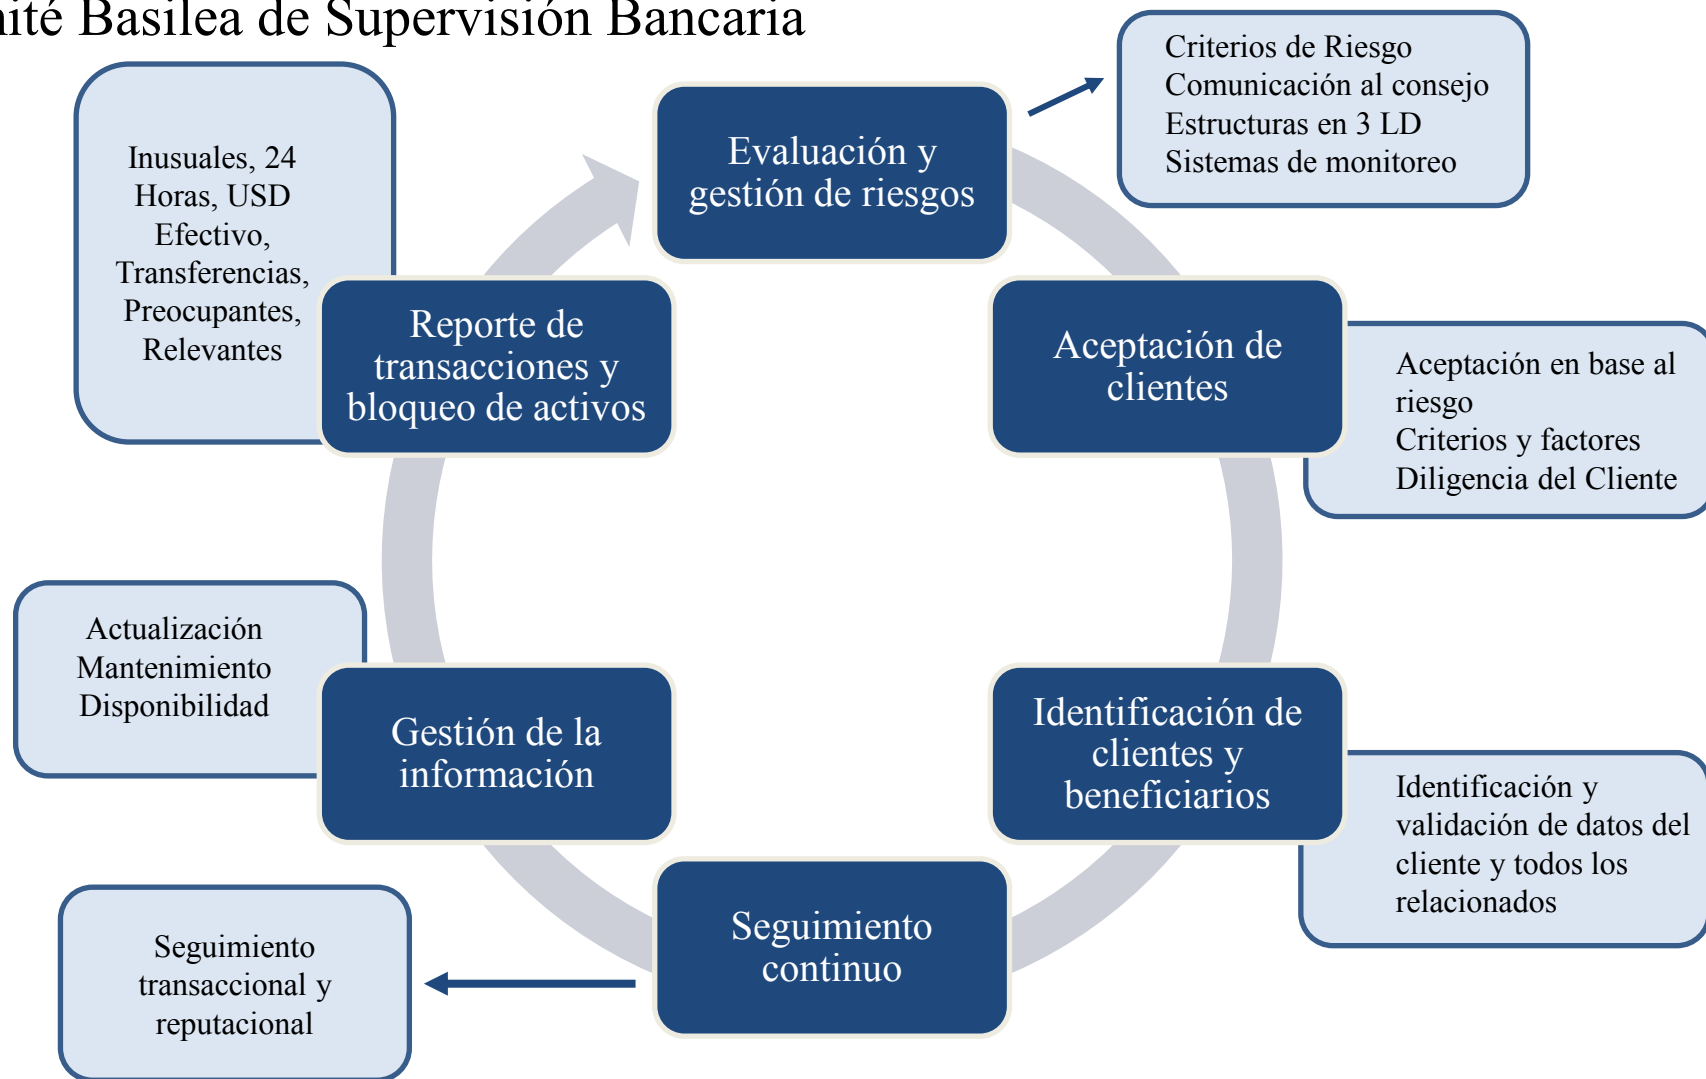 mité Basilea de Supervisión Bancaria
Criterios de Riesgo
Comunicación al consejo
Estructuras en 3 LD
Sistemas de monitoreo
Evaluación y
gestión de riesgos
Inusuales, 24
Horas, USD
Efectivo,
Transferencias,
Preocupantes,
Relevantes
Reporte de
transacciones y
bloqueo de activos
Aceptación de
clientes
Aceptación en base al
riesgo
Criterios y factores
Diligencia del Cliente
Actualización
Mantenimiento
Disponibilidad
Gestión de la
información
Identificación de
clientes y
beneficiarios
Identificación y
validación de datos del
cliente y todos los
relacionados
Seguimiento
continuo
Seguimiento
transaccional y
reputacional